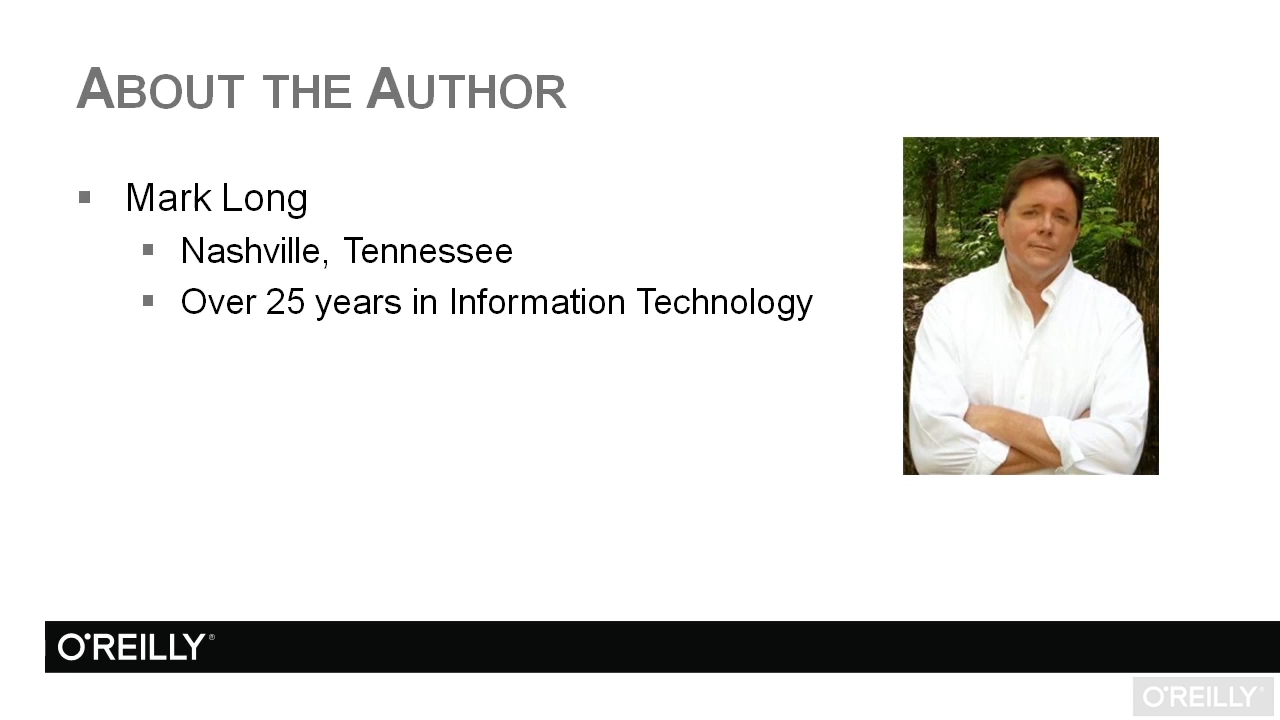 ABOUT THE AUTHOR
▪ Mark Long
▪ Nashville, Tennessee
▪ Over 25 years in Information Technology
O'REILLY®
O'REILLY®